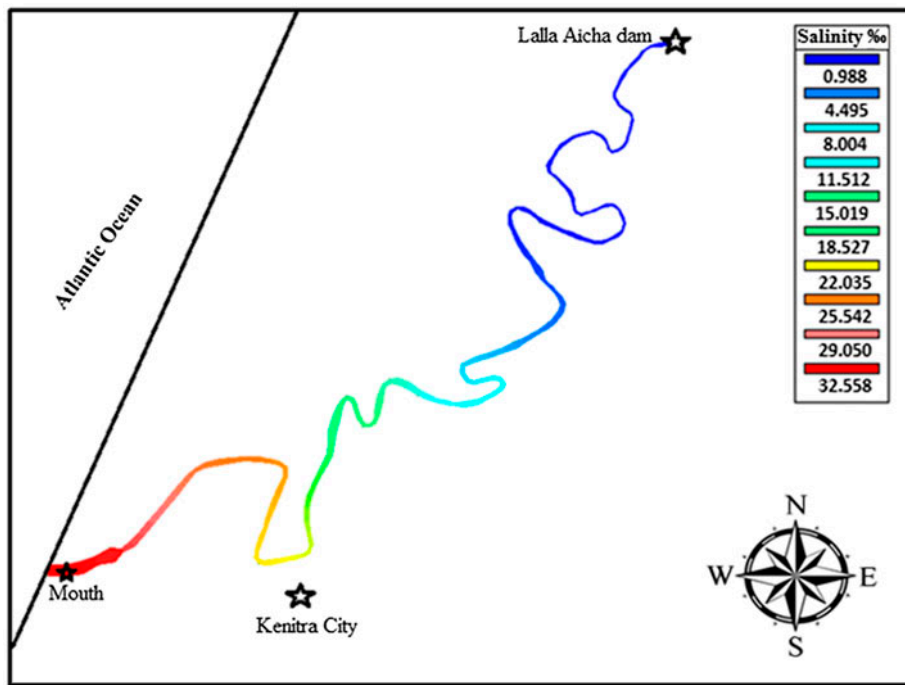 Lalla Aicha dam
Salinity ‰
0.988
4.495
8.004
11.512
15.019
18.527
22.035
25.542
29.050
32.558
Atlantic Ocean
Mouth
Kenitra City
N
W
E
S